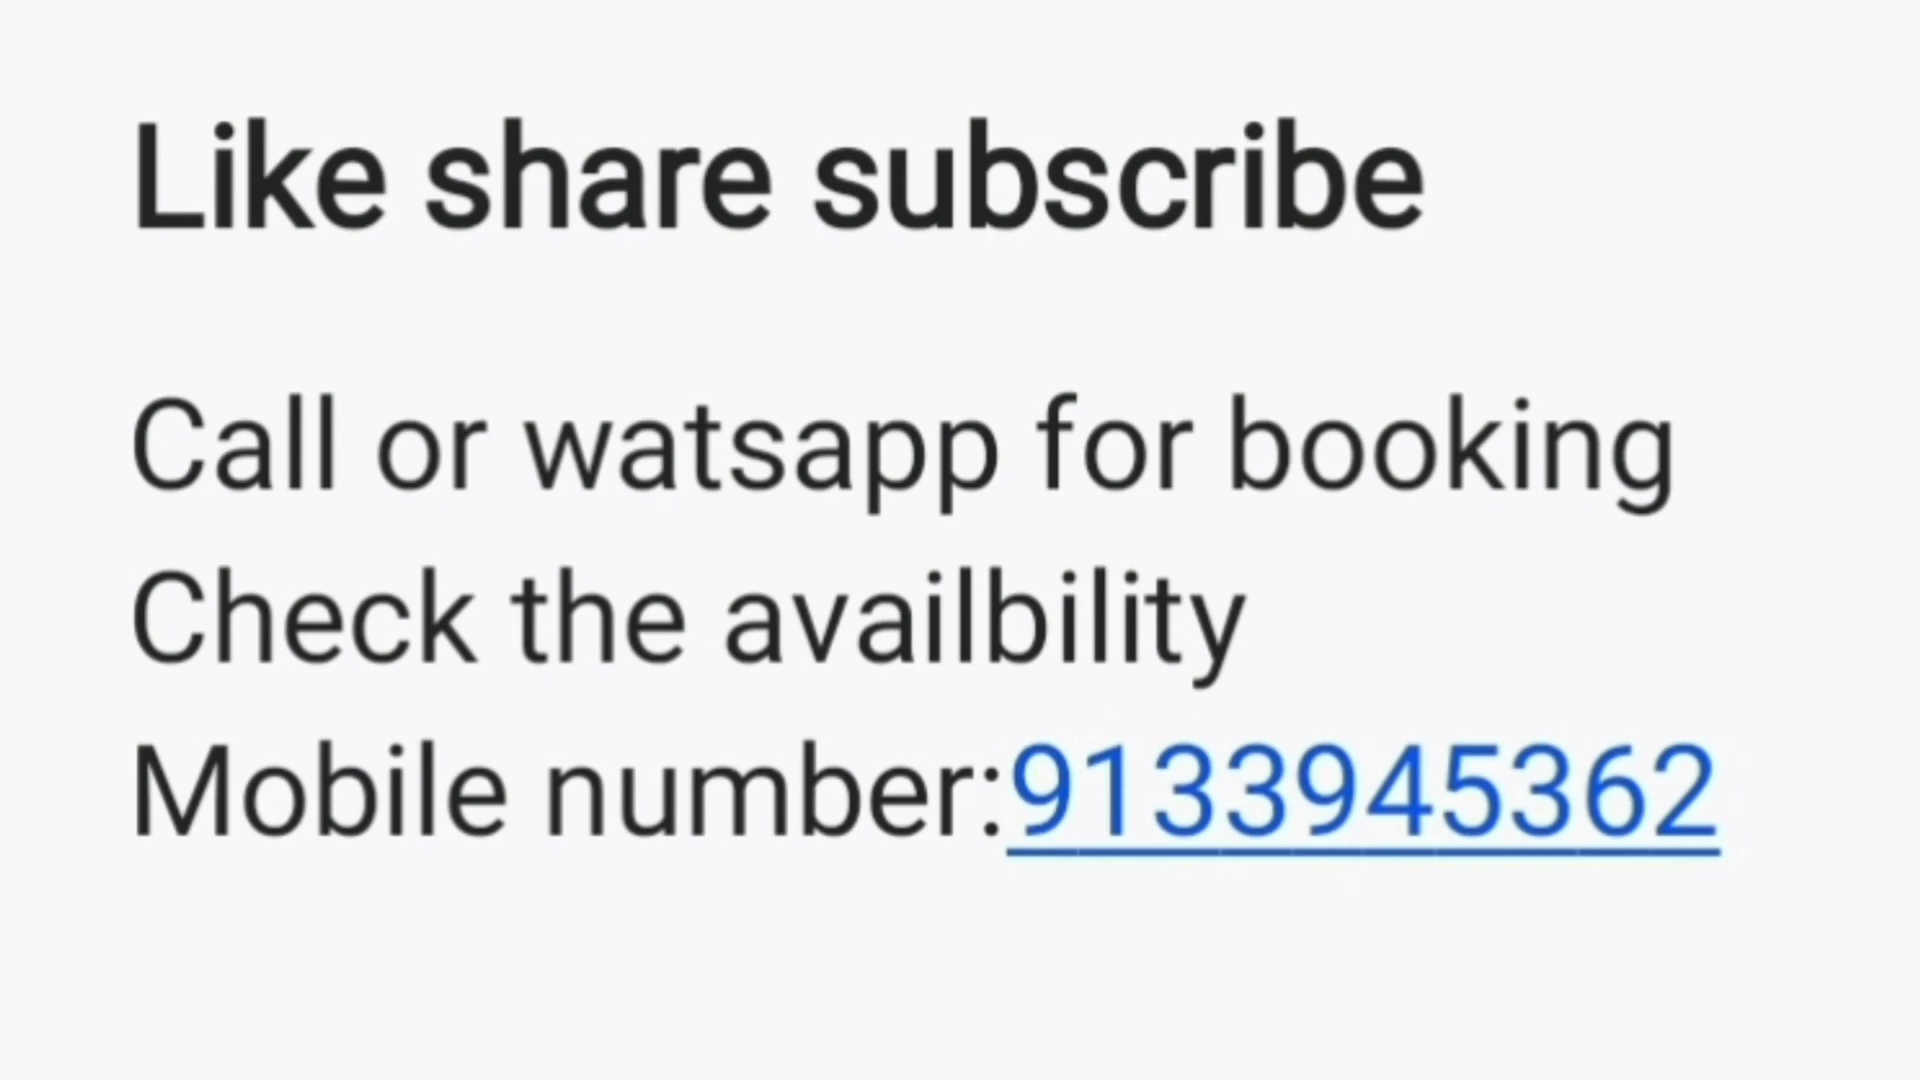 Like share subscribe
Call or watsapp for booking
Check the availbility
Mobile number:9133945362